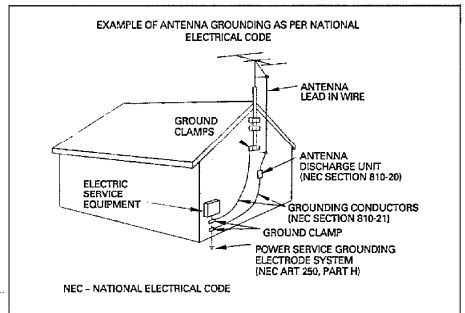 EXAMPLE OF ANTENNA GROUNDING AS PER NATIONAL
ELECTRICAL CODE
ANTENNA
LEAD IN WIRE
GROUND
CLAMPS
ANTENNA
DISCHARGE UNIT
(NEC SECTION 810-20)
ELECTRIC
SERVICE
EQUIPMENT
GROUNDING CONDUCTORS
(NEC SECTION 810-21)
GROUND CLAMP
POWER SERVICE GROUNDING
ELECTRODE SYSTEM
(NEC ART 250, PART H)
NEC – NATIONAL ELECTRICAL CODE